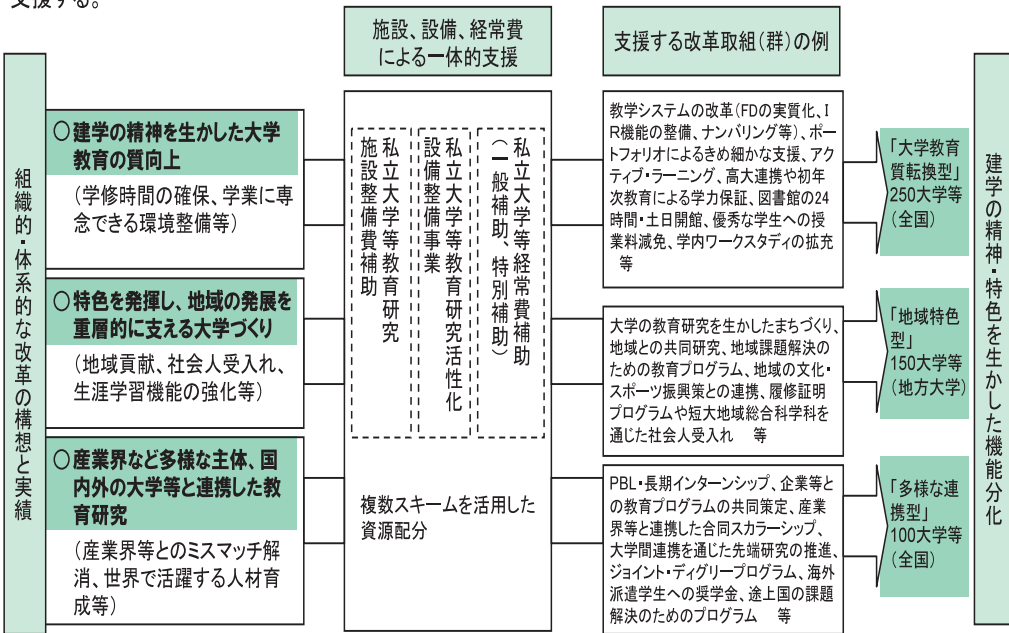 支援する。
施設、設備、経常費
による一体的支援
支援する改革取組(群)の例
組織的・体系的な改革の構想と実績
○建学の精神を生かした大学
教育の質向上
(学修時間の確保、学業に専
念できる環境整備等)
○特色を発揮し、地域の発展を
重層的に支える大学づくり
(地域貢献、社会人受入れ、
生涯学習機能の強化等)
○産業界など多様な主体、国
内外の大学等と連携した教
育研究
(産業界等とのミスマッチ解
消、世界で活躍する人材育
成等)
私立大学等教育研究
施設整備費補助
私立大学等教育研究活性化
設備整備事業
私立大学等経常費補助
(一般補助、特別補助)
複数スキームを活用した
資源配分
教学システムの改革(FDの実質化、I
R機能の整備、ナンバリング等)、ポー
トフォリオによるきめ細かな支援、アク
ティブ・ラーニング、高大連携や初年
次教育による学力保証、図書館の24
時間・土日開館、優秀な学生への授
業料減免、学内ワークスタディの拡充
等
大学の教育研究を生かしたまちづくり、
地域との共同研究、地域課題解決の
ための教育プログラム、地域の文化・
スポーツ振興策との連携、履修証明
プログラムや短大地域総合科学科を
通じた社会人受入れ 等
PBL・長期インターンシップ、企業等と
の教育プログラムの共同策定、産業
界等と連携した合同スカラーシップ、
大学間連携を通じた先端研究の推進、
ジョイント・ディグリープログラム、海外
派遣学生への奨学金、途上国の課題
解決のためのプログラム 等
「大学教育
質転換型」
250大学等
(全国)
「地域特色
型」
150大学等
(地方大学)
「多様な連
携型」
100大学等
(全国)
建学の精神・特色を生かした機能分化